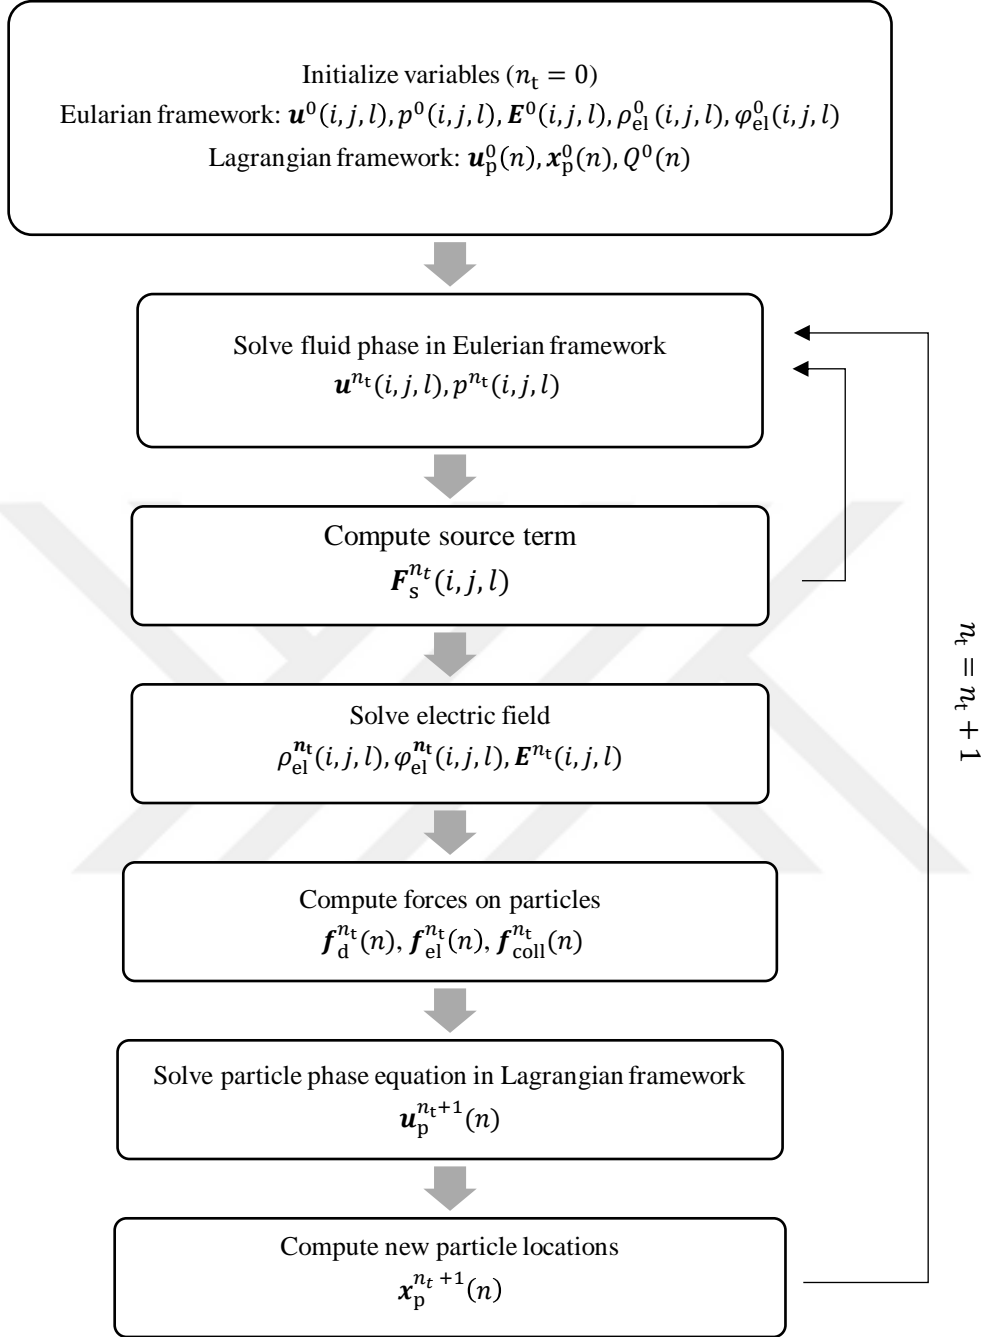 Initialize variables (n_t = 0)
Eularian framework: u^0(i, j, l), p^0(i, j, l), E^0(i, j, l), ρ_el^0(i, j, l), φ_el^0(i, j, l)
Lagrangian framework: u_p^0(n), x_p^0(n), Q^0(n)
Solve fluid phase in Eulerian framework
u^{n_t}(i, j, l), p^{n_t}(i, j, l)
Compute source term
F_s^{n_t}(i, j, l)
Solve electric field
ρ_el^{n_t}(i, j, l), φ_el^{n_t}(i, j, l), E^{n_t}(i, j, l)
Compute forces on particles
f_d^{n_t}(n), f_el^{n_t}(n), f_coll^{n_t}(n)
Solve particle phase equation in Lagrangian framework
u_p^{n_t+1}(n)
Compute new particle locations
x_p^{n_t+1}(n)
n_t = n_t + 1